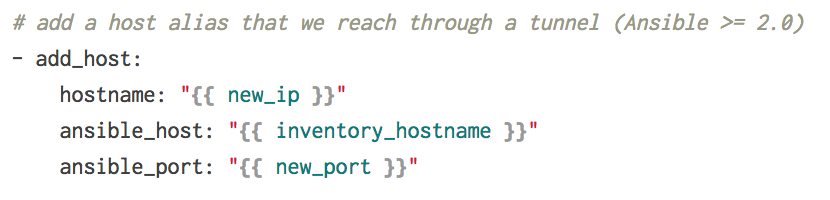 # add a host alias that we reach through a tunnel (Ansible >= 2.0)
- add_host:
    hostname: "{{ new_ip }}"
    ansible_host: "{{ inventory_hostname }}"
    ansible_port: "{{ new_port }}"